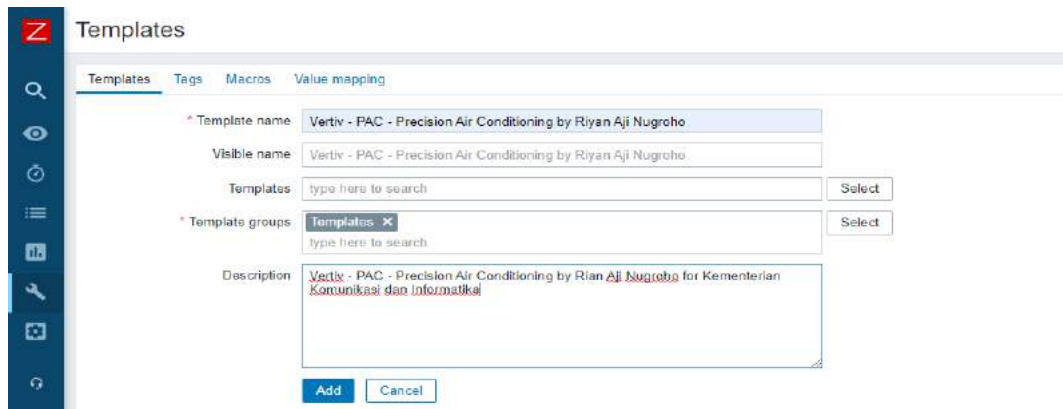 Z
Templates
Templates Tags Macros Value mapping
* Template name Vertiv - PAC - Precision Air Conditioning by Riyan Aji Nugroho
Visible name Vertiv - PAC - Precision Air Conditioning by Riyan Aji Nugroho
Templates type here to search Select
* Template groups Templates Select
type here to search
Description Vertiv - PAC - Precision Air Conditioning by Rian Aji Nugroho for Kementerian
Komunikasi dan Informatika
Add Cancel